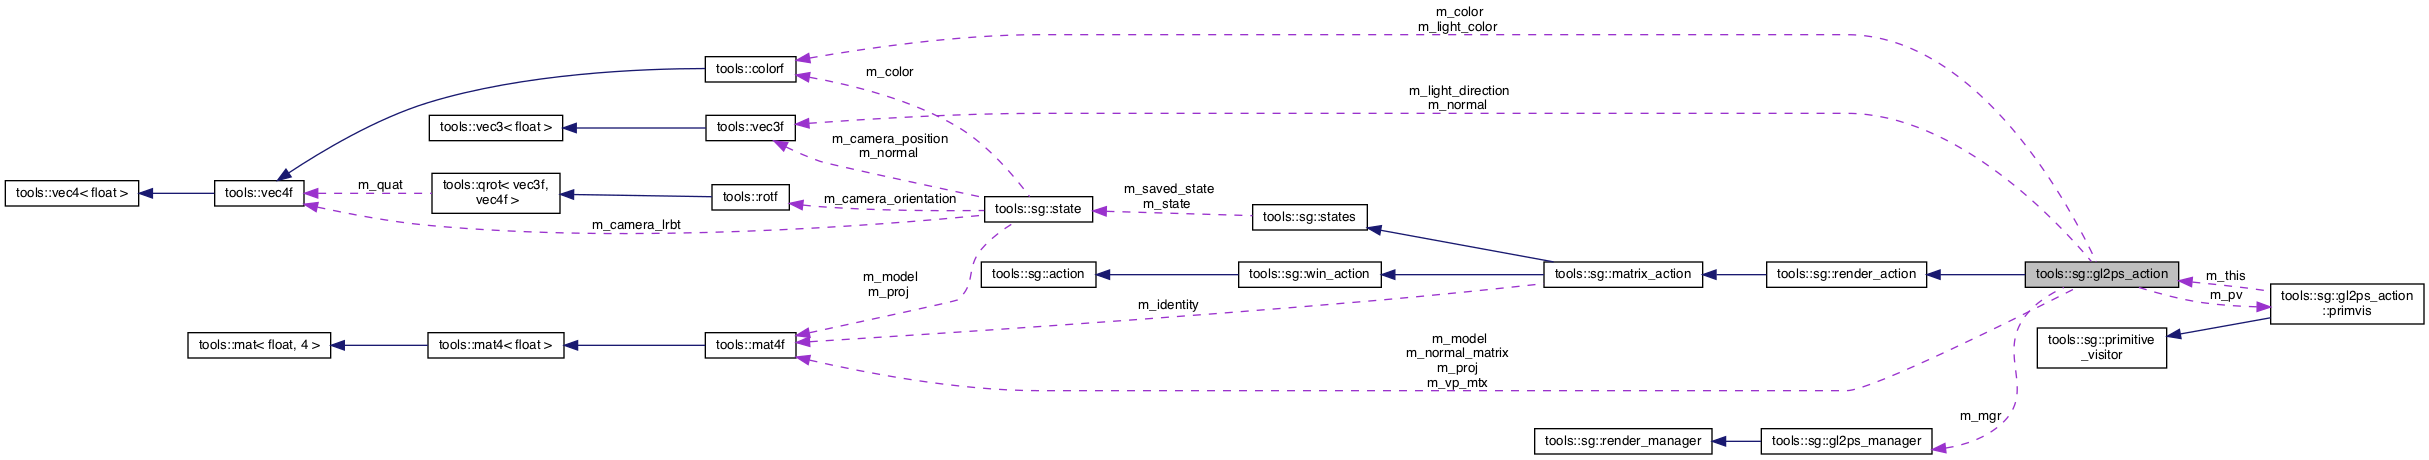 m_color
m_light_color
tools::colorf
m_color
m_light_direction
m_normal
tools::vec3< float >
tools::vec3f
m_camera_position
m_normal
tools::vec4< float >
tools::vec4f
m_quat
tools::qrot< vec3f,
vec4f >
tools::rotf
m_camera_orientation
m_camera_lrbt
tools::sg::state
m_saved_state
m_state
tools::sg::states
tools::sg::action
tools::sg::win_action
tools::sg::matrix_action
tools::sg::render_action
tools::sg::gl2ps_action
m_this
m_pv
tools::sg::gl2ps_action
::primvis
m_model
m_proj
m_identity
tools::mat< float, 4 >
tools::mat4< float >
tools::mat4f
m_model
m_normal_matrix
m_proj
m_vp_mtx
tools::sg::primitive
_visitor
m_mgr
tools::sg::render_manager
tools::sg::gl2ps_manager